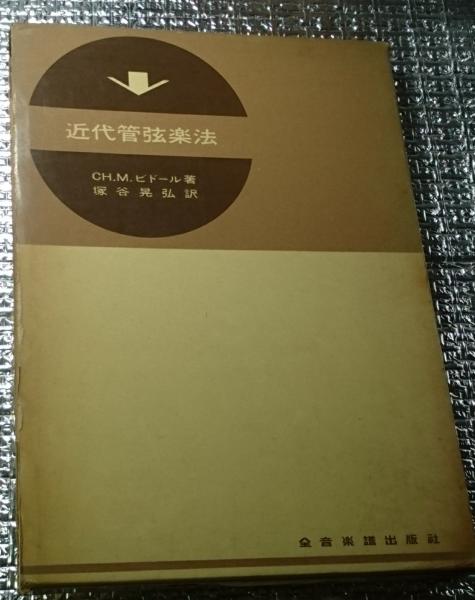 近代管弦楽法
CH.M.ビドール著
塚谷晃弘訳
全音楽譜出版社